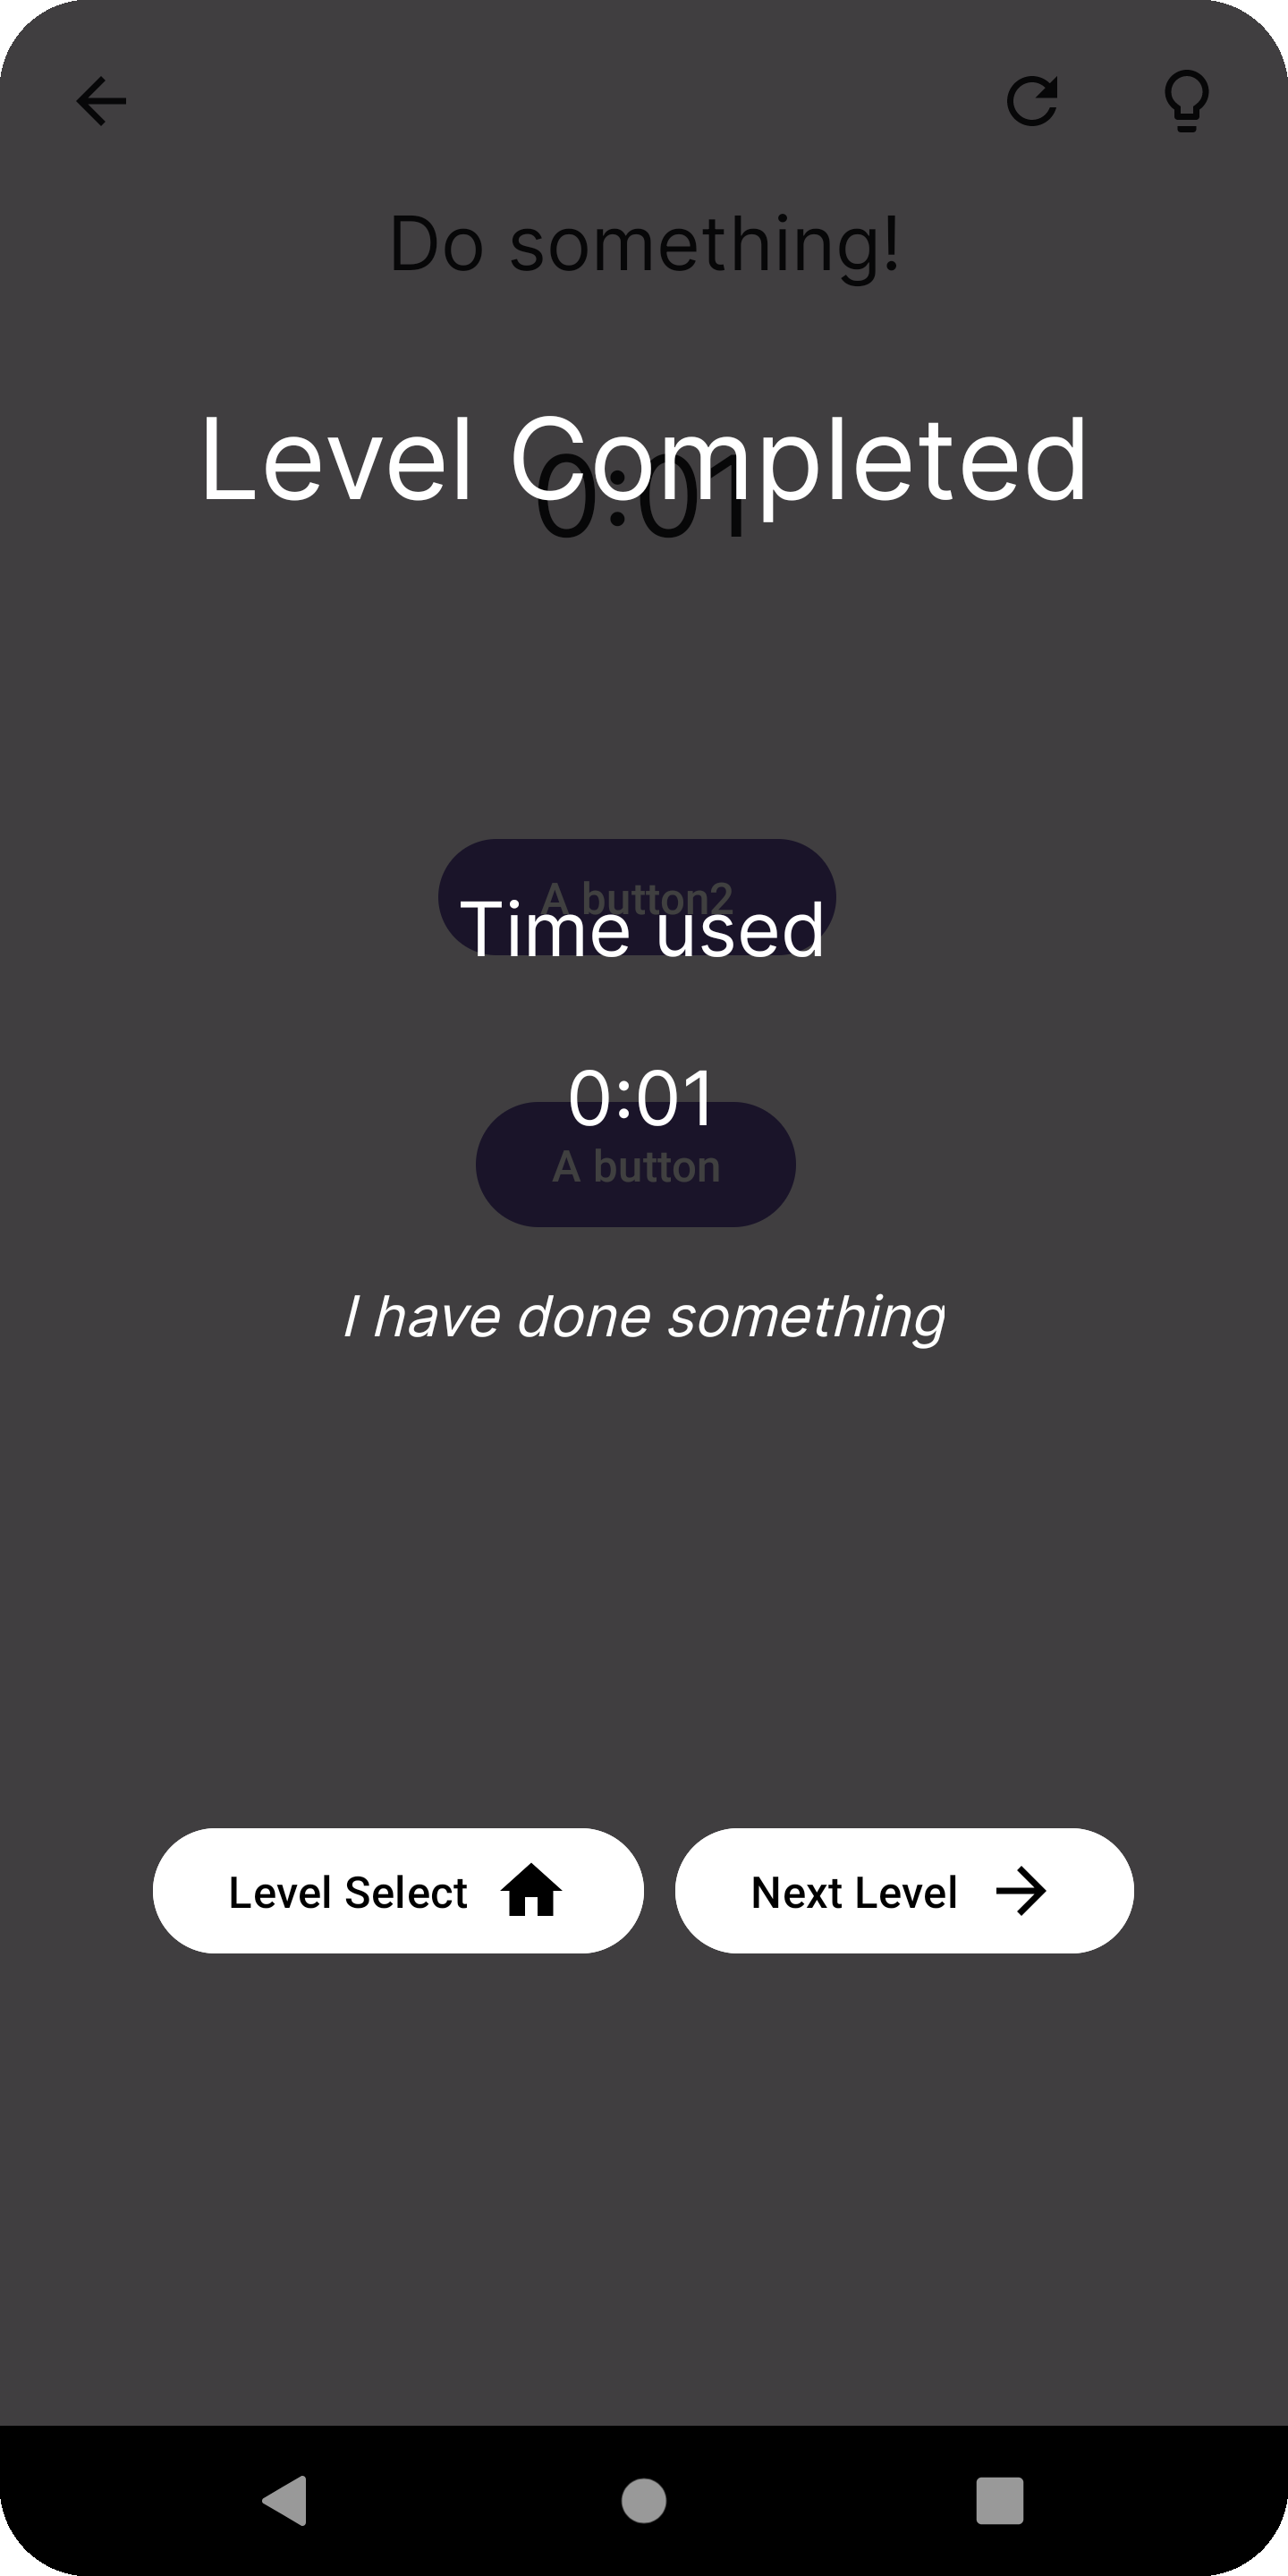 Do something!
Level Completed
0:01
A button2
Time used
0:01
A button
I have done something
Level Select
Next Level